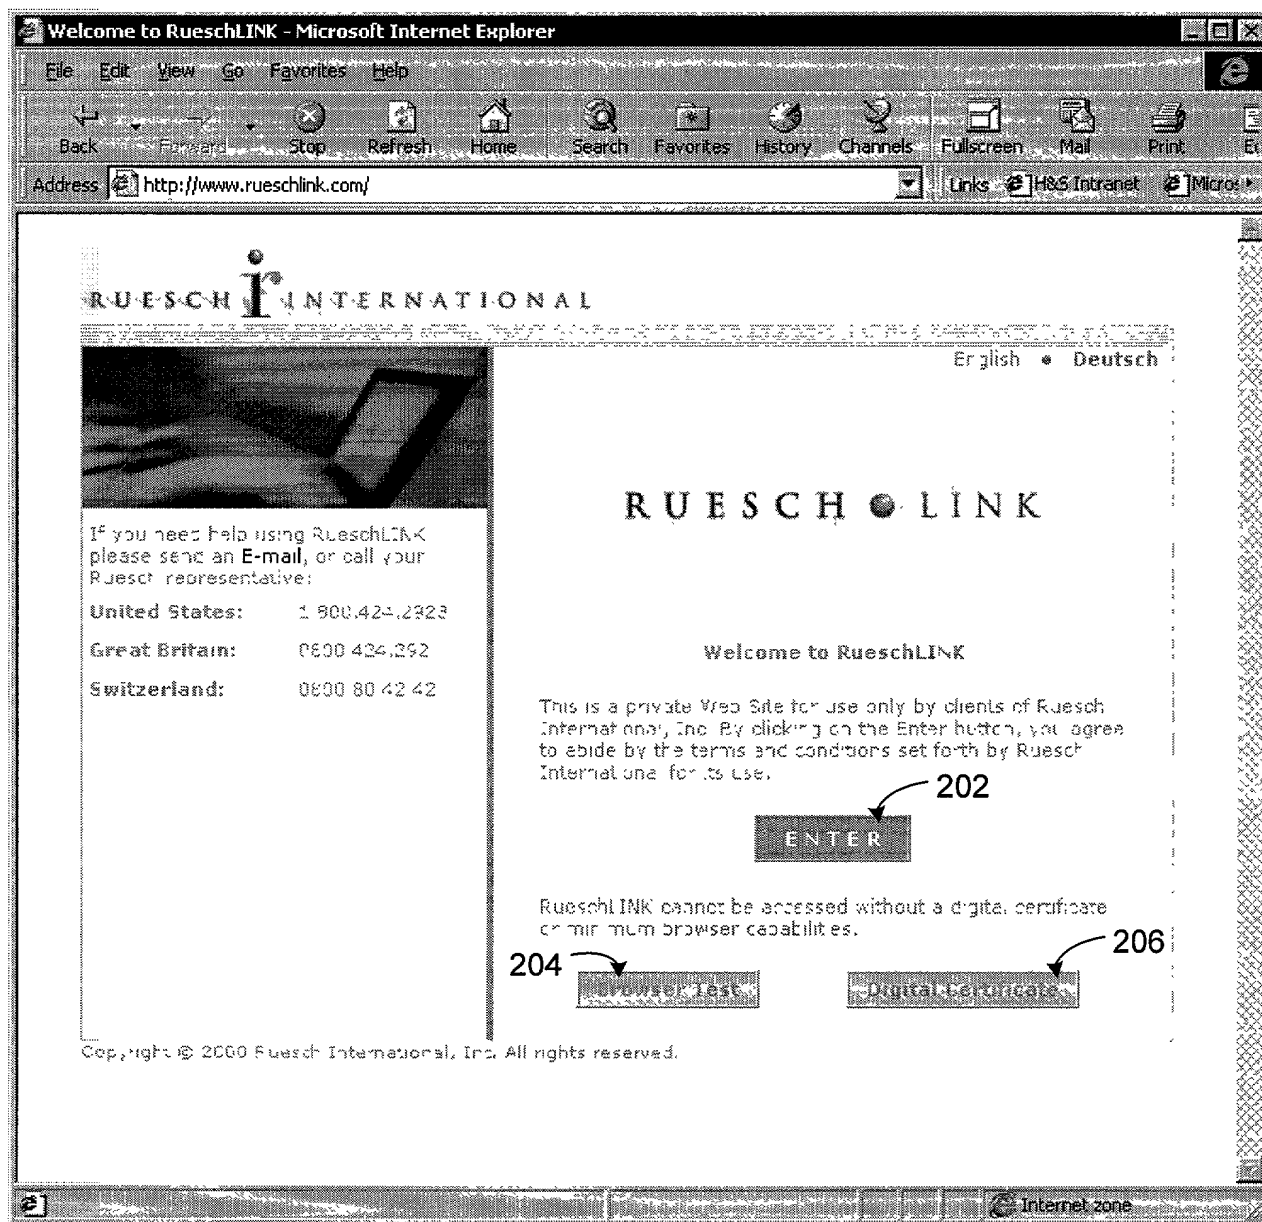 Welcome to RueschLINK - Microsoft Internet Explorer
File Edit View Go Favorites Help
Back Forward Stop Refresh Home Search Favorites History Channels Fullscreen Mail Print
Address http://www.rueschlink.com/ Links H&S Intranet
RUESCH INTERNATIONAL
English • Deutsch
RUESCH LINK
If you need help using RueschLINK
please send an E-mail, or call your
Ruesch representative:
United States: 1 800.424.2923
Great Britain: 0800 424.292
Switzerland: 0800 80 42 42
Welcome to RueschLINK
This is a private Web Site for use only by clients of Ruesch
International, Inc. By clicking on the Enter button, you agree
to abide by the terms and conditions set forth by Ruesch
International for its use.
202
ENTER
RueschLINK cannot be accessed without a digital certificate
or minimum browser capabilities.
204 206
Browser Test Digital Certificate
Copyright © 2000 Ruesch International, Inc. All rights reserved.
Internet zone